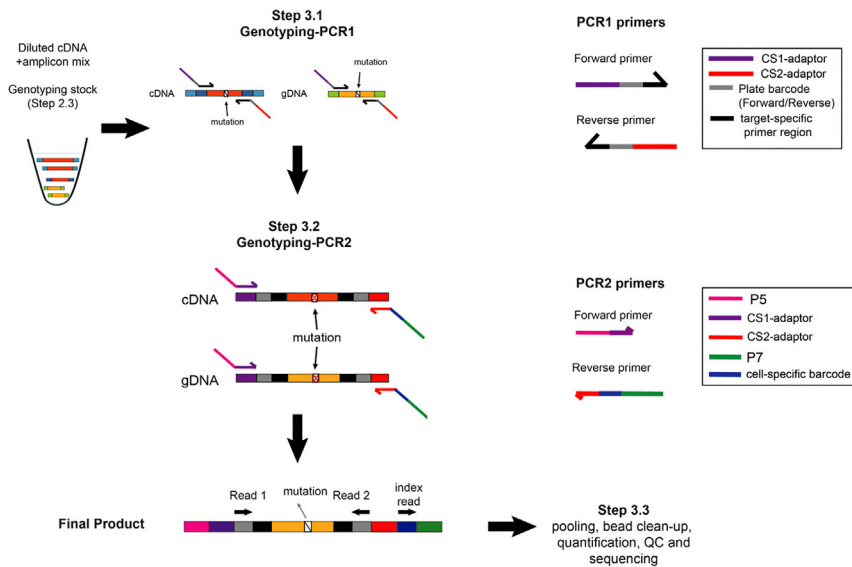 Step 3.1
Genotyping-PCR1
PCR1 primers
Diluted cDNA
+amplicon mix
Genotyping stock
(Step 2.3)
mutation
cDNA
gDNA
mutation
Forward primer
Reverse primer
CS1-adaptor
CS2-adaptor
Plate barcode
(Forward/Reverse)
target-specific
primer region
Step 3.2
Genotyping-PCR2
cDNA
mutation
gDNA
PCR2 primers
Forward primer
Reverse primer
P5
CS1-adaptor
CS2-adaptor
P7
cell-specific barcode
Final Product
Read 1
mutation
Read 2
index
read
Step 3.3
pooling, bead clean-up,
quantification, QC and
sequencing